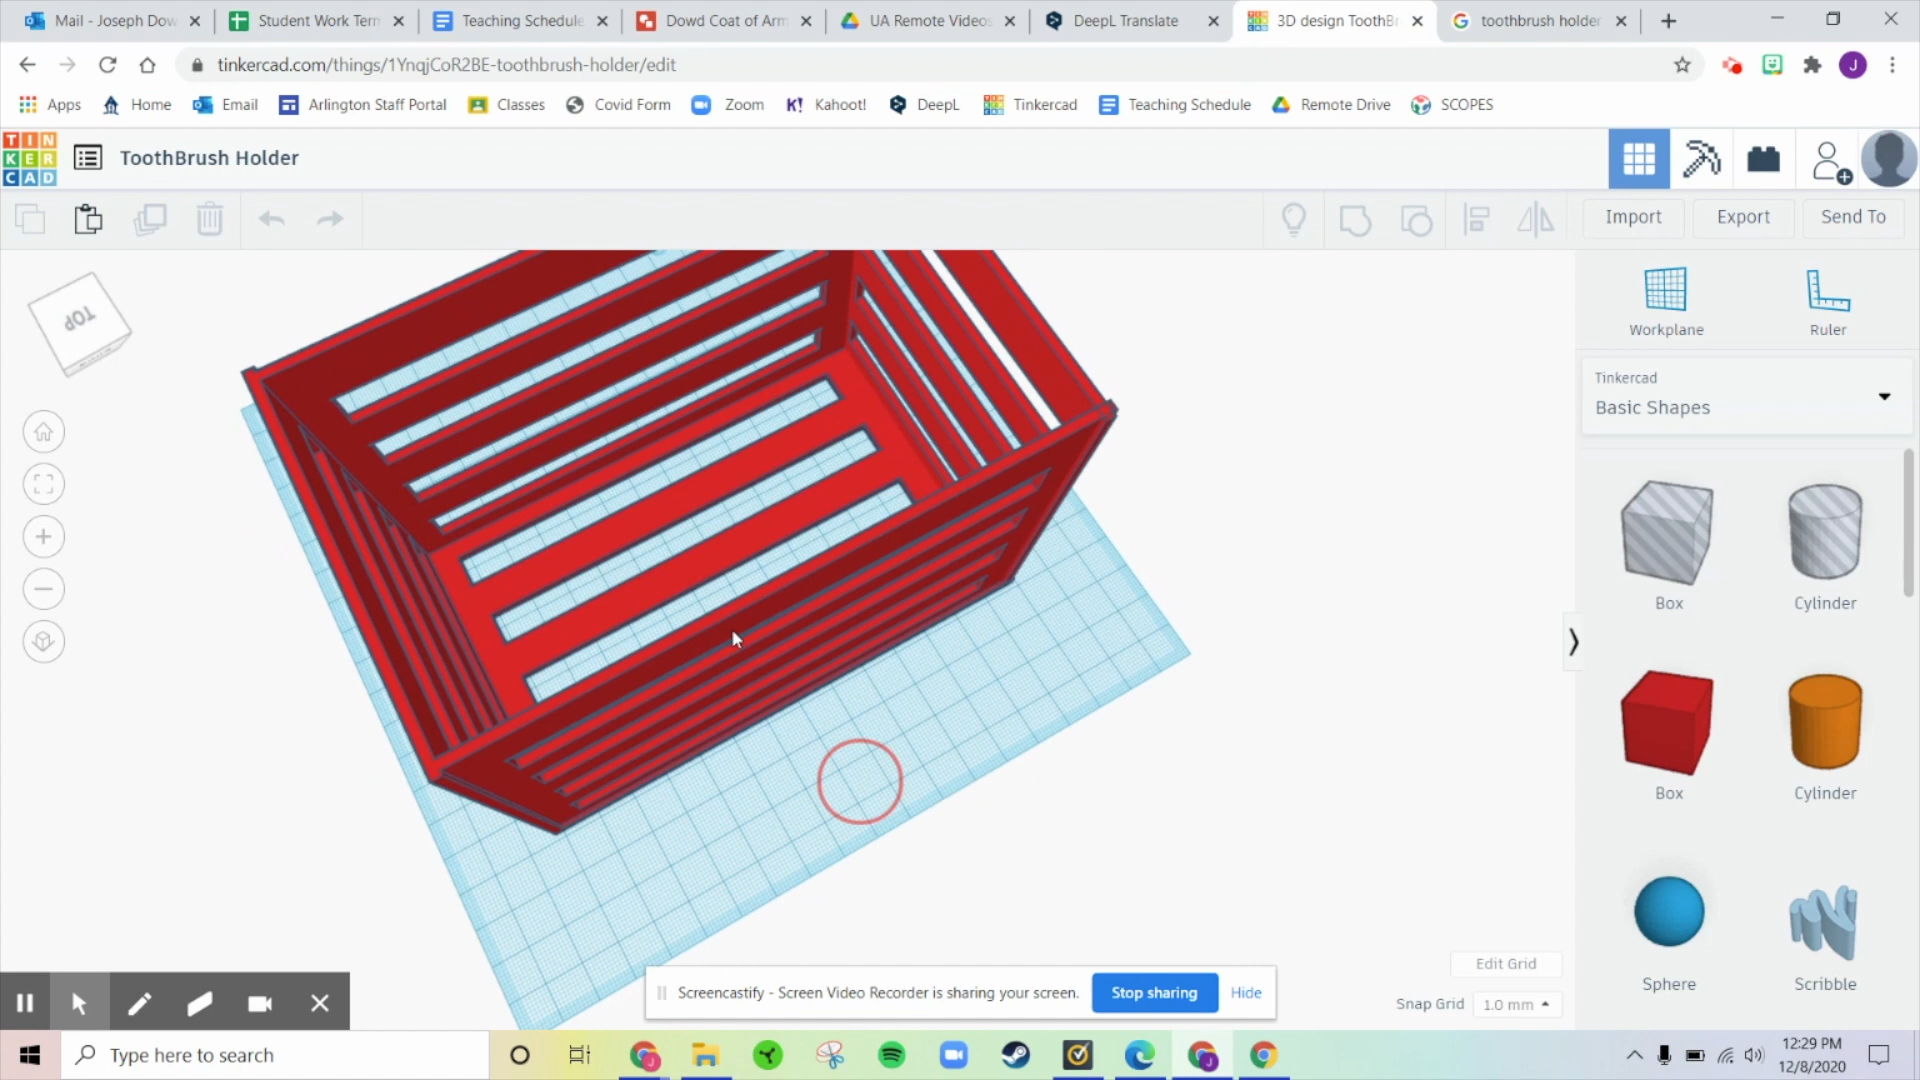 Mail - Joseph Dow
Student Work Tern
Teaching Schedule
Dowd Coat of Arm
UA Remote Videos
DeepL Translate
3D design ToothBr
toothbrush holder
tinkercad.com/things/1YnqjCoR2BE-toothbrush-holder/edit
J
Apps
Home
Email
Arlington Staff Portal
Classes
Covid Form
Zoom
K! Kahoot!
DeepL
Tinkercad
Teaching Schedule
Remote Drive
SCOPES
TIN
KER
CAD
ToothBrush Holder
Import
Export
Send To
TOP
Workplane
Ruler
Tinkercad
Basic Shapes
Box
Cylinder
Box
Cylinder
Sphere
Scribble
Edit Grid
Snap Grid 1.0 mm
Screencastify - Screen Video Recorder is sharing your screen.
Stop sharing
Hide
Type here to search
12:29 PM
12/8/2020